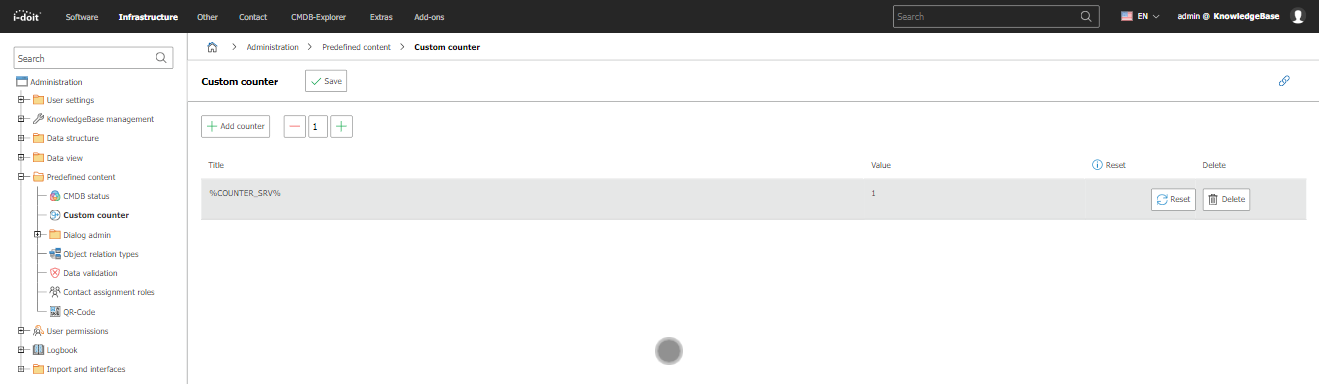 i-doit Software Infrastructure Other Contact CMDB-Explorer Extras Add-ons Search EN admin @ KnowledgeBase
Search
Administration
User settings
KnowledgeBase management
Data structure
Data view
Predefined content
CMDB status
Custom counter
Dialog admin
Object relation types
Data validation
Contact assignment roles
QR-Code
User permissions
Logbook
Import and interfaces
Administration Predefined content Custom counter
Custom counter Save
Add counter 1
Title Value Reset Delete
%COUNTER_SRV% 1 Reset Delete